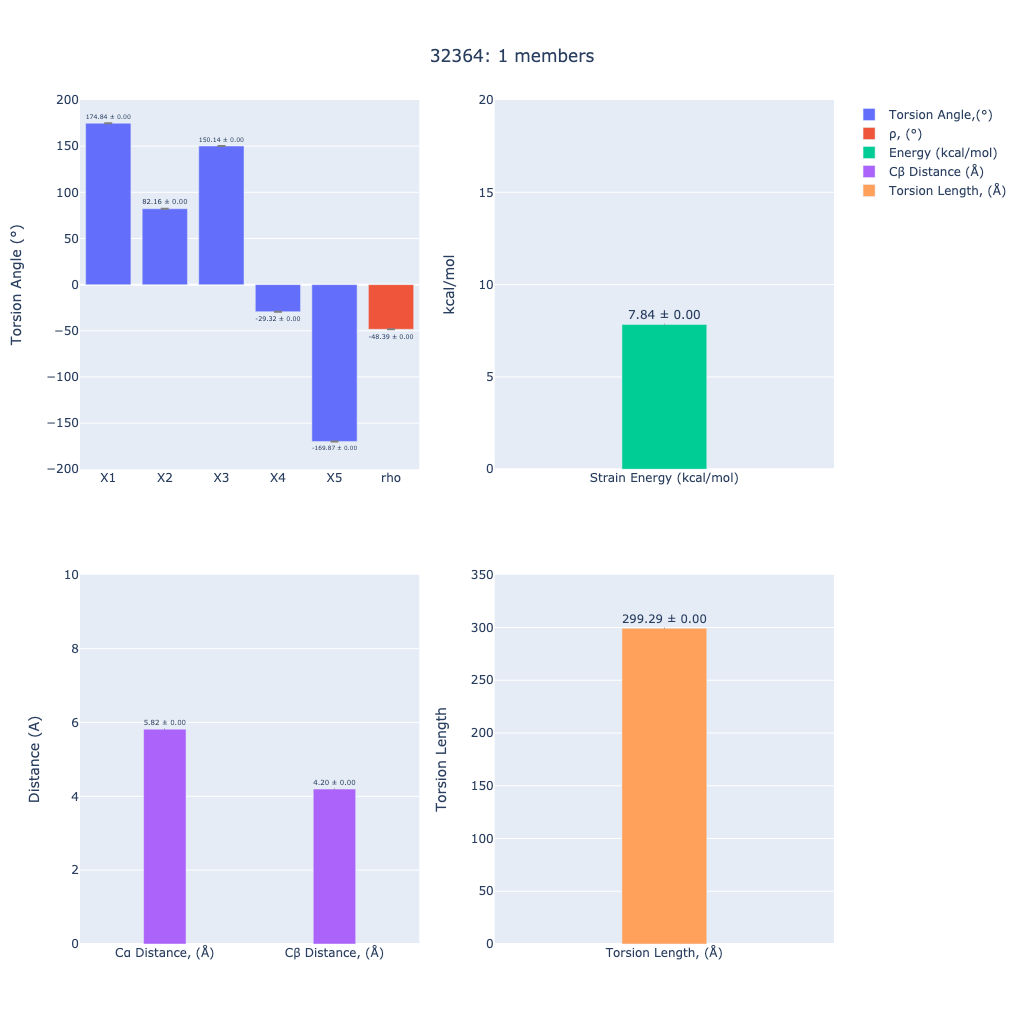 32364: 1 members
200
150
100
50
0
−50
−100
−150
−200
Torsion Angle (°)
174.84 ± 0.00
82.16 ± 0.00
150.14 ± 0.00
-29.32 ± 0.00
-169.87 ± 0.00
-48.39 ± 0.00
X1 X2 X3 X4 X5 rho
20
15
10
5
0
kcal/mol
7.84 ± 0.00
Strain Energy (kcal/mol)
Torsion Angle,(°)
ρ, (°)
Energy (kcal/mol)
Cβ Distance (Å)
Torsion Length, (Å)
10
8
6
4
2
0
Distance (A)
5.82 ± 0.00
4.20 ± 0.00
Cα Distance, (Å) Cβ Distance, (Å)
350
300
250
200
150
100
50
0
Torsion Length
299.29 ± 0.00
Torsion Length, (Å)